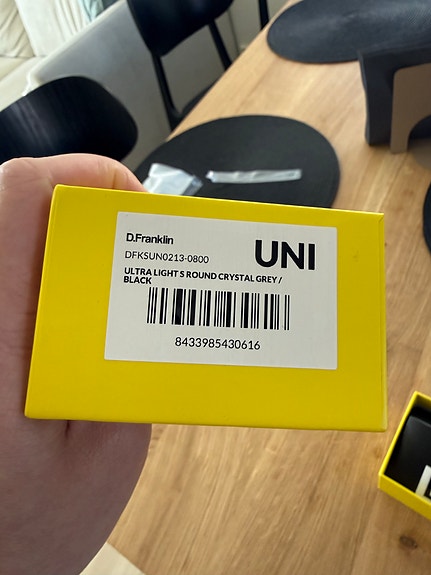 D.Franklin
UNI
DFKSUN0213-0800
ULTRA LIGHT S ROUND CRYSTAL GREY /
BLACK
8433985430616